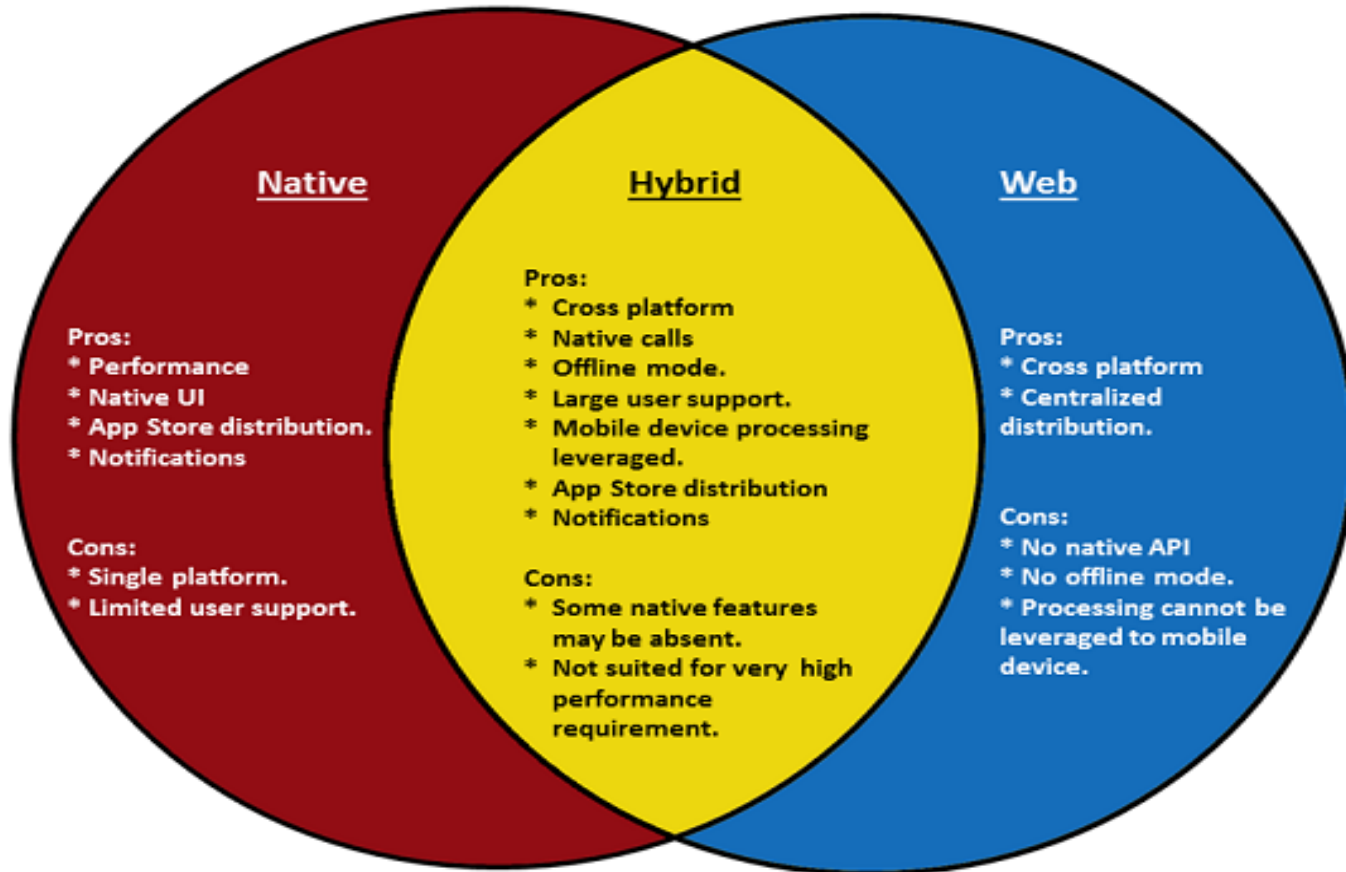 Native
Pros:
* Performance
* Native UI
* App Store distribution.
* Notifications
Cons:
* Single platform.
* Limited user support.
Hybrid
Pros:
* Cross platform
* Native calls
* Offline mode.
* Large user support.
* Mobile device processing
leveraged.
* App Store distribution
* Notifications
Cons:
* Some native features
may be absent.
* Not suited for very high
performance
requirement.
Web
Pros:
* Cross platform
* Centralized
distribution.
Cons:
* No native API
* No offline mode.
* Processing cannot be
leveraged to mobile
device.